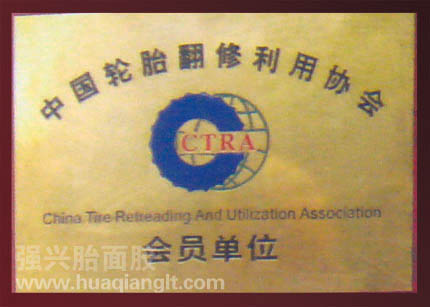 中国轮胎翻修利用协会
CTRA
China Tire Retreading And Utilization Association
会员单位
强兴胎面胶
www.huaqianglt.com